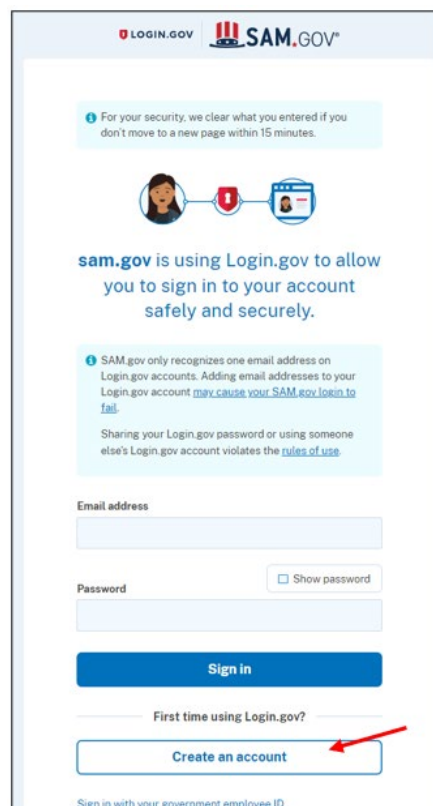 LOGIN.GOV SAM.GOV®
For your security, we clear what you entered if you
don't move to a new page within 15 minutes.
sam.gov is using Login.gov to allow
you to sign in to your account
safely and securely.
SAM.gov only recognizes one email address on
Login.gov accounts. Adding email addresses to your
Login.gov account may cause your SAM.gov login to
fail.
Sharing your Login.gov password or using someone
else's Login.gov account violates the rules of use.
Email address
Show password
Password
Sign in
First time using Login.gov?
Create an account
Sign in with your government employee ID